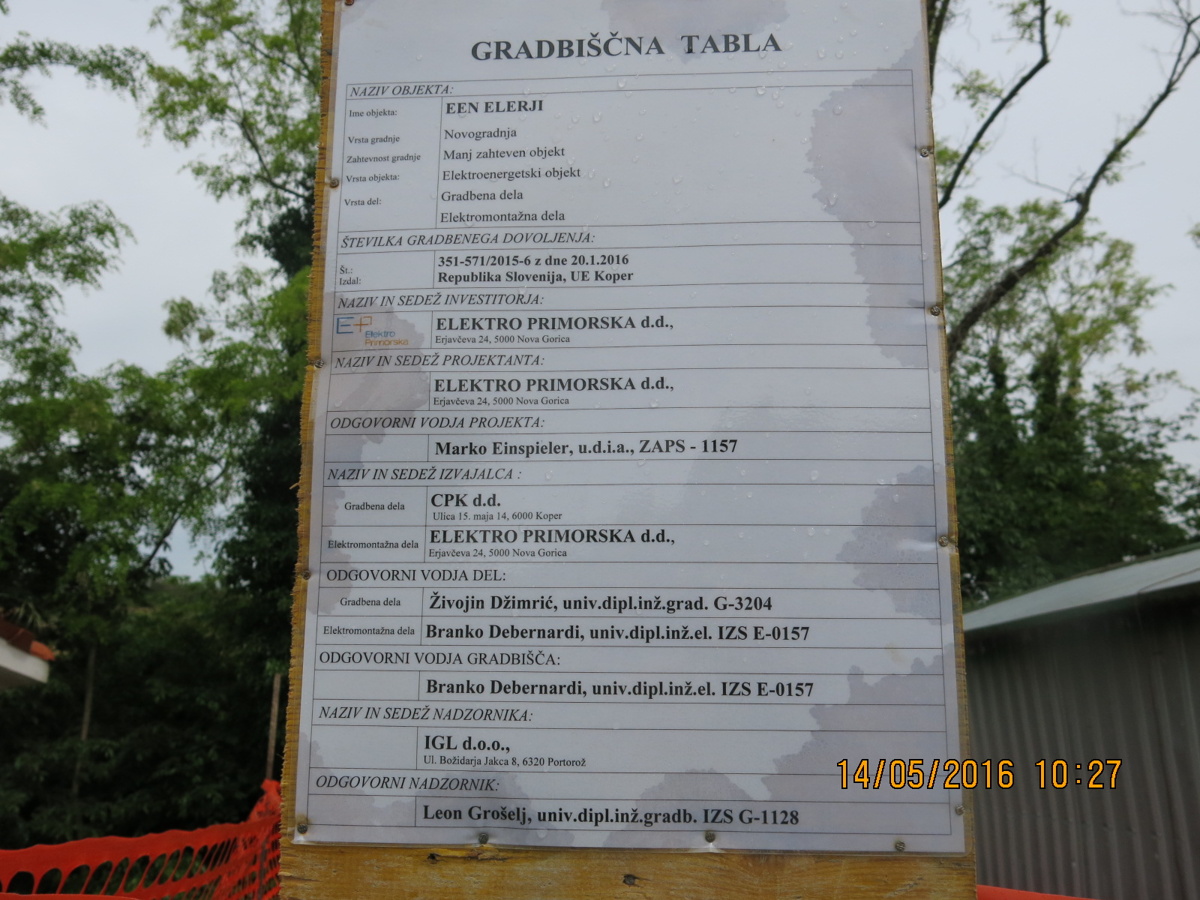 GRADBIŠČNA TABLA
NAZIV OBJEKTA:
Ime objekta: EEN ELERJI
Vrsta gradnje Novogradnja
Zahtevnost gradnje Manj zahteven objekt
Vrsta objekta: Elektroenergetski objekt
Vrsta del: Gradbena dela
Elektromontažna dela
ŠTEVILKA GRADBENEGA DOVOLJENJA:
Št.: 351-571/2015-6 z dne 20.1.2016
Izdal: Republika Slovenija, UE Koper
NAZIV IN SEDEŽ INVESTITORJA:
E+ Elektro Primorska
ELEKTRO PRIMORSKA d.d.,
Erjavčeva 24, 5000 Nova Gorica
NAZIV IN SEDEŽ PROJEKTANTA:
ELEKTRO PRIMORSKA d.d.,
Erjavčeva 24, 5000 Nova Gorica
ODGOVORNI VODJA PROJEKTA:
Marko Einspieler, u.d.i.a., ZAPS - 1157
NAZIV IN SEDEŽ IZVAJALCA :
Gradbena dela CPK d.d.
Ulica 15. maja 14, 6000 Koper
Elektromontažna dela ELEKTRO PRIMORSKA d.d.,
Erjavčeva 24, 5000 Nova Gorica
ODGOVORNI VODJA DEL:
Gradbena dela Živojin Džimrić, univ.dipl.inž.grad. G-3204
Elektromontažna dela Branko Debernardi, univ.dipl.inž.el. IZS E-0157
ODGOVORNI VODJA GRADBIŠČA:
Branko Debernardi, univ.dipl.inž.el. IZS E-0157
NAZIV IN SEDEŽ NADZORNIKA:
IGL d.o.o.,
Ul. Božidarja Jakca 8, 6320 Portorož
ODGOVORNI NADZORNIK:
Leon Grošelj, univ.dipl.inž.gradb. IZS G-1128
14/05/2016 10:27